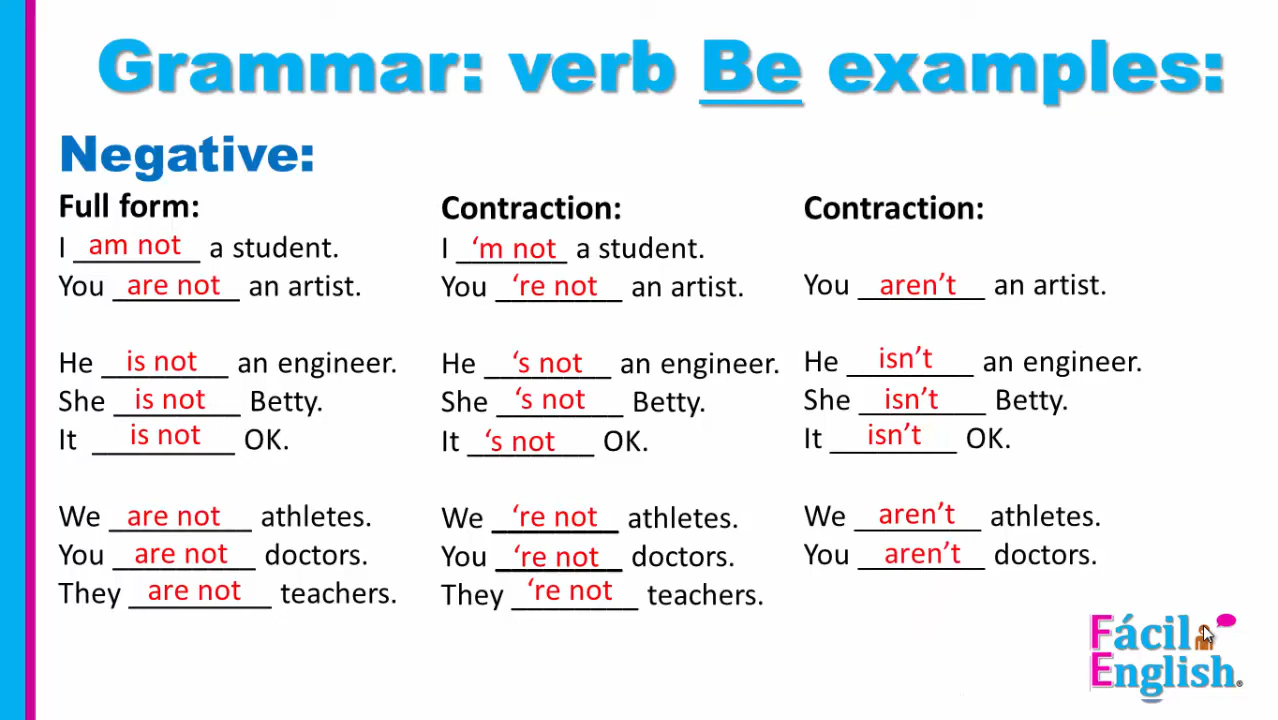 Grammar: verb Be examples:
Negative:
Full form:
I am not a student.
You are not an artist.
He is not an engineer.
She is not Betty.
It is not OK.
We are not athletes.
You are not doctors.
They are not teachers.
Contraction:
I ‘m not a student.
You ‘re not an artist.
He ‘s not an engineer.
She ‘s not Betty.
It ‘s not OK.
We ‘re not athletes.
You ‘re not doctors.
They ‘re not teachers.
Contraction:
You aren’t an artist.
He isn’t an engineer.
She isn’t Betty.
It isn’t OK.
We aren’t athletes.
You aren’t doctors.
Fácil
English®